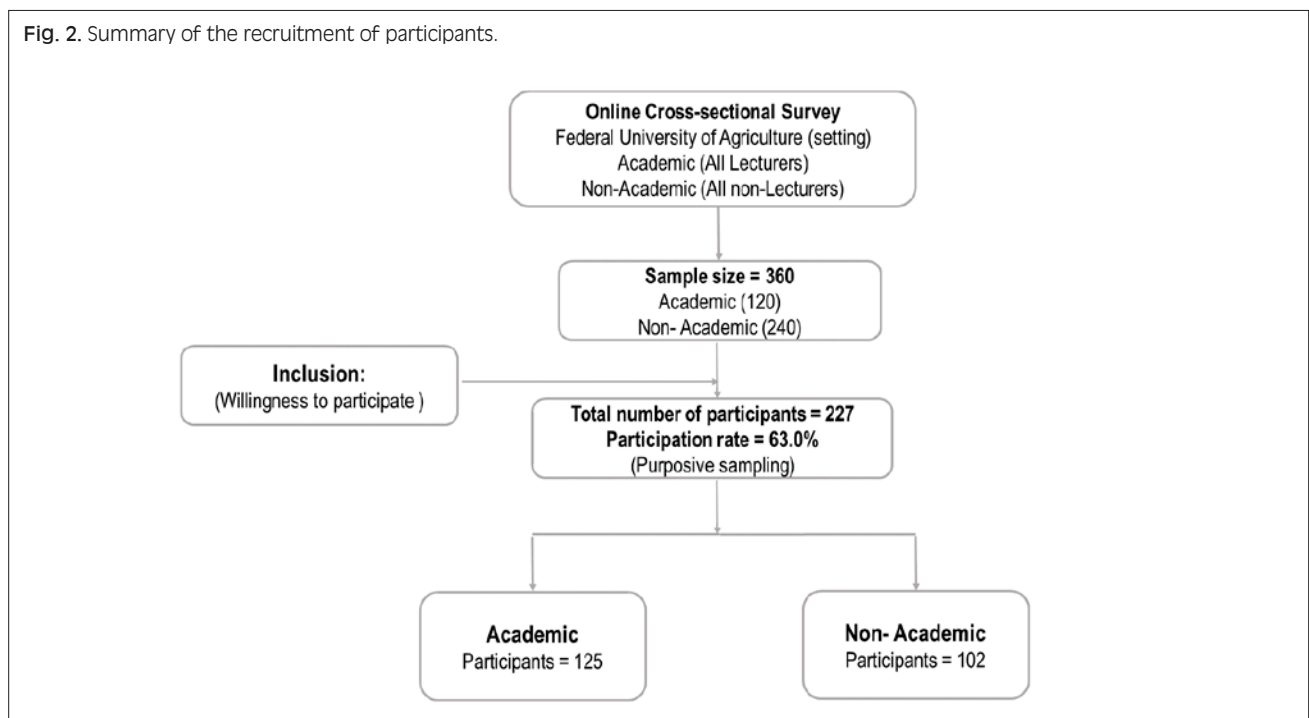 Fig. 2. Summary of the recruitment of participants.
Online Cross-sectional Survey
Federal University of Agriculture (setting)
Academic (All Lecturers)
Non-Academic (All non-Lecturers)
Sample size = 360
Academic (120)
Non- Academic (240)
Inclusion:
(Willingness to participate )
Total number of participants = 227
Participation rate = 63.0%
(Purposive sampling)
Academic
Participants = 125
Non- Academic
Participants = 102